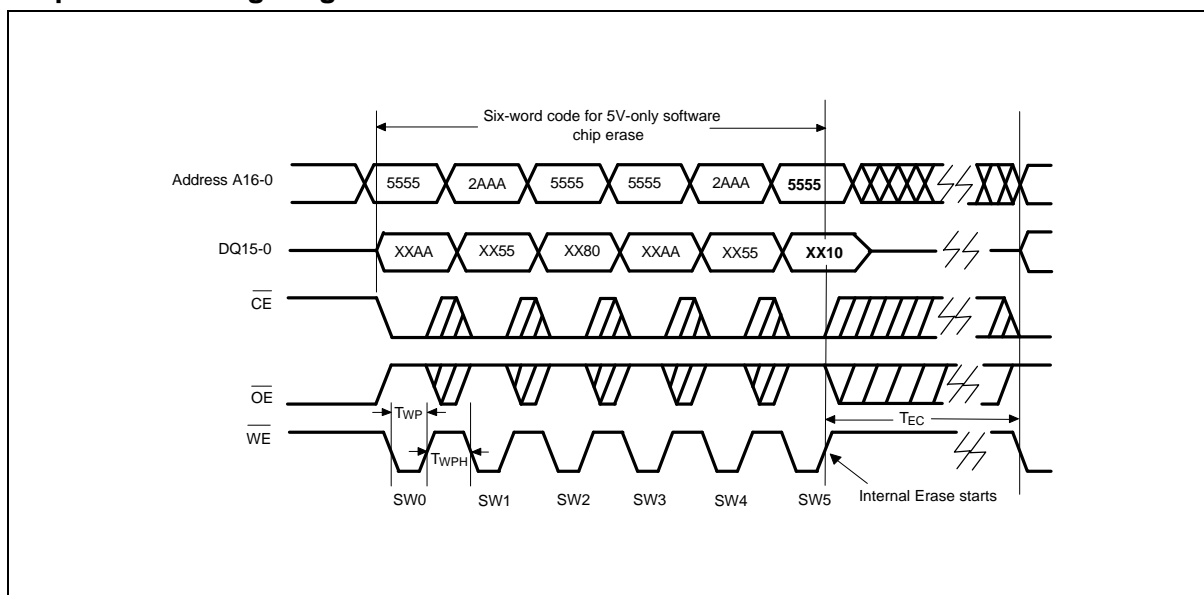 Six-word code for 5V-only software
chip erase
Address A16-0
5555
2AAA
5555
5555
2AAA
5555
DQ15-0
XXAA
XX55
XX80
XXAA
XX55
XX10
CE
OE
TWP
TEC
WE
TWPH
Internal Erase starts
SW0
SW1
SW2
SW3
SW4
SW5